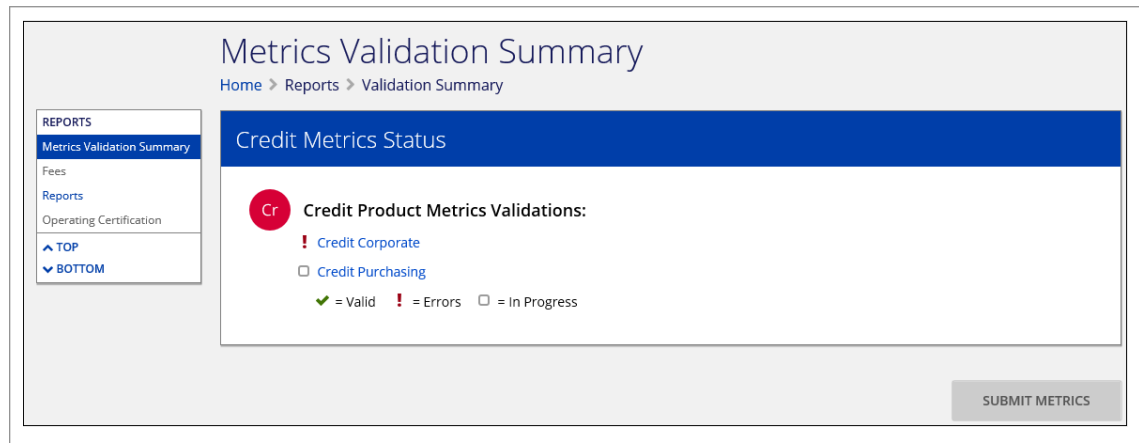 Metrics Validation Summary
Home > Reports > Validation Summary
REPORTS
Metrics Validation Summary
Fees
Reports
Operating Certification
TOP
BOTTOM
Credit Metrics Status
Cr Credit Product Metrics Validations:
! Credit Corporate
Credit Purchasing
✔ = Valid ! = Errors ☐ = In Progress
SUBMIT METRICS